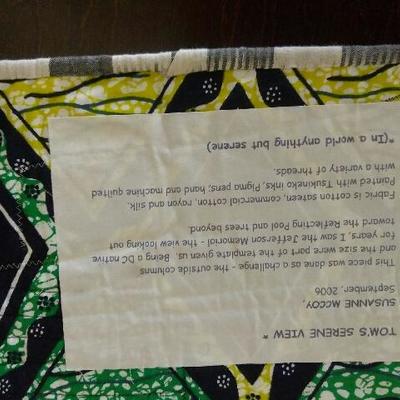 TOM'S SERENE VIEW *
SUSANNE McCOY,
September, 2006
This piece was done as a challenge - the outside columns
and the size were part of the template given us. Being a DC native
for years, I saw the Jefferson Memorial - the view looking out
toward the Reflecting Pool and trees beyond.
Fabric is cotton sateen, commercial cotton, rayon and silk.
Painted with Tsukineko inks, Pigma pens, hand and machine quilted
with a variety of threads.
*(In a world anything but serene)